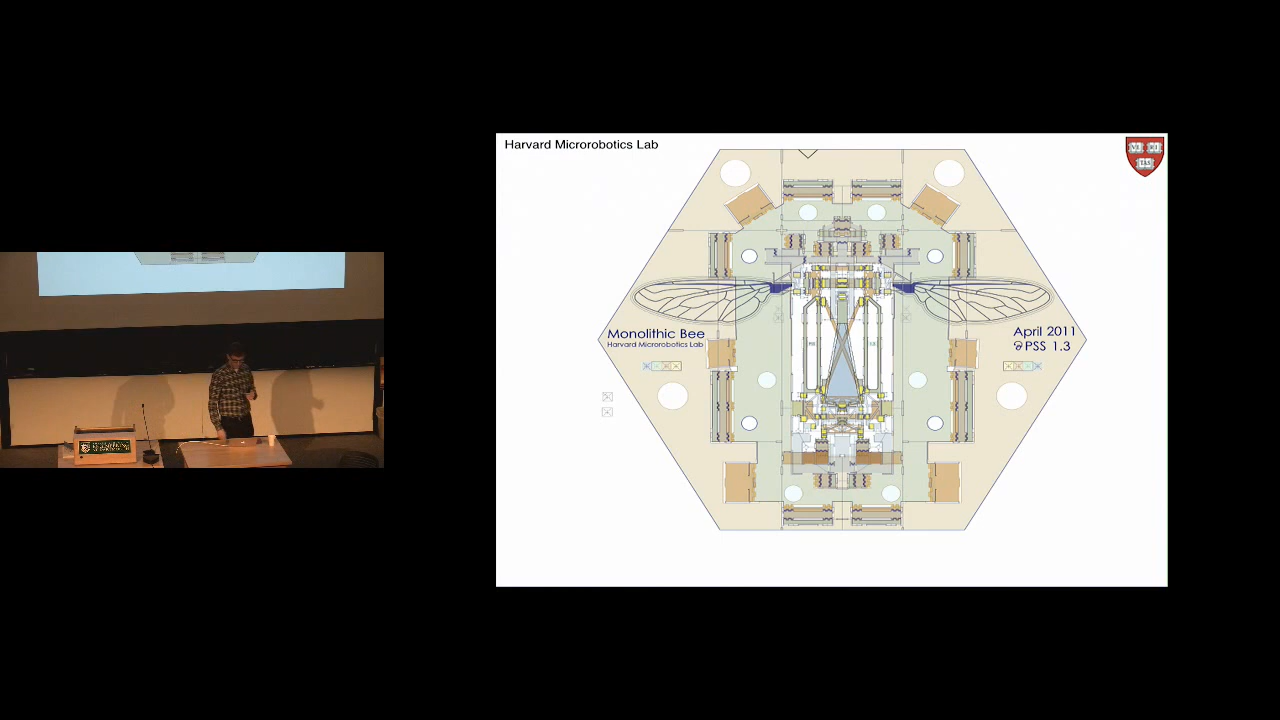 Harvard Microrobotics Lab
Monolithic Bee
Harvard Microrobotics Lab
April 2011
PSS 1.3